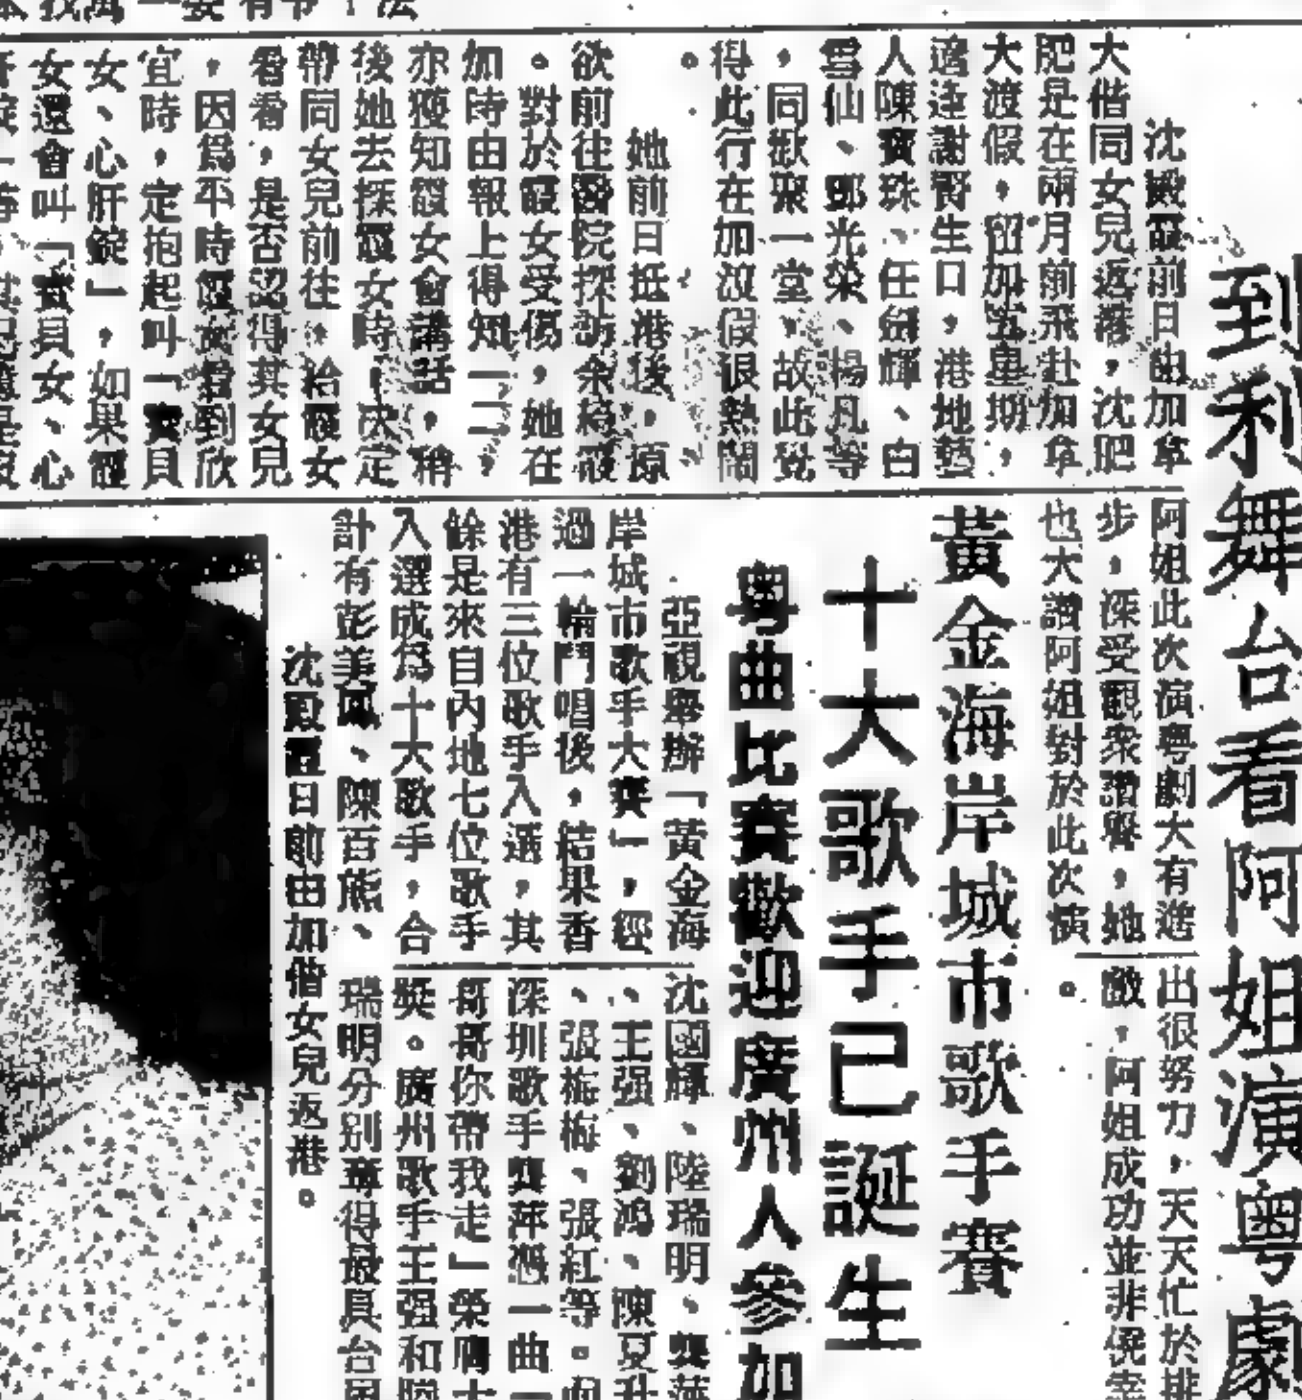 到利舞台看阿姐演粵劇
沈殿霞前日由加拿
大偕同女兒返港，沈肥
肥是在兩月前飛赴加拿
大渡假，留加五星期，
適逢謝賢生日，港地藝
人陳寶珠、任劍輝、白
雪仙、鄧光榮、楊凡等
，同歡聚一堂，故此覺
得此行在加渡假很熱鬧
。
她前日抵港後，原
欲前往醫院探訪余綺霞
。對於霞女受傷，她在
加時由報上得知一二，
亦獲知霞女會講話，稍
後她去探霞女時，決定
帶同女兒前往，給霞女
看看，是否認得其女兒
，因為平時霞女看到欣
宜時，定抱起叫「寶貝
女、心肝錠」，如果霞
女還會叫「寶貝女、心
阿姐此次演粵劇大有進
步，深受觀衆讚譽，她
也大讚阿姐對於此次演
出很努力，天天忙於排
戲，阿姐成功並非僥
。
黃金海岸城市歌手賽
十大歌手已誕生
粵曲比賽歡迎廣州人參加
亞視舉辦「黃金海
岸城市歌手大賽」，經
過一輪鬥唱後，結果香
港有三位歌手入選，其
餘是來自內地七位歌手
入選成為十大歌手，合
計有彭美鳳、陳百熊、
沈國輝、陸瑞明、龔萍
、王强、劉鴻、陳夏升
、張梅梅、張紅等。
深圳歌手龔萍憑一曲「
哥哥你帶我走」榮膺
獎。廣州歌手王强和陸
瑞明分別奪得最具台
沈殿霞日前由加偕女兒返港。